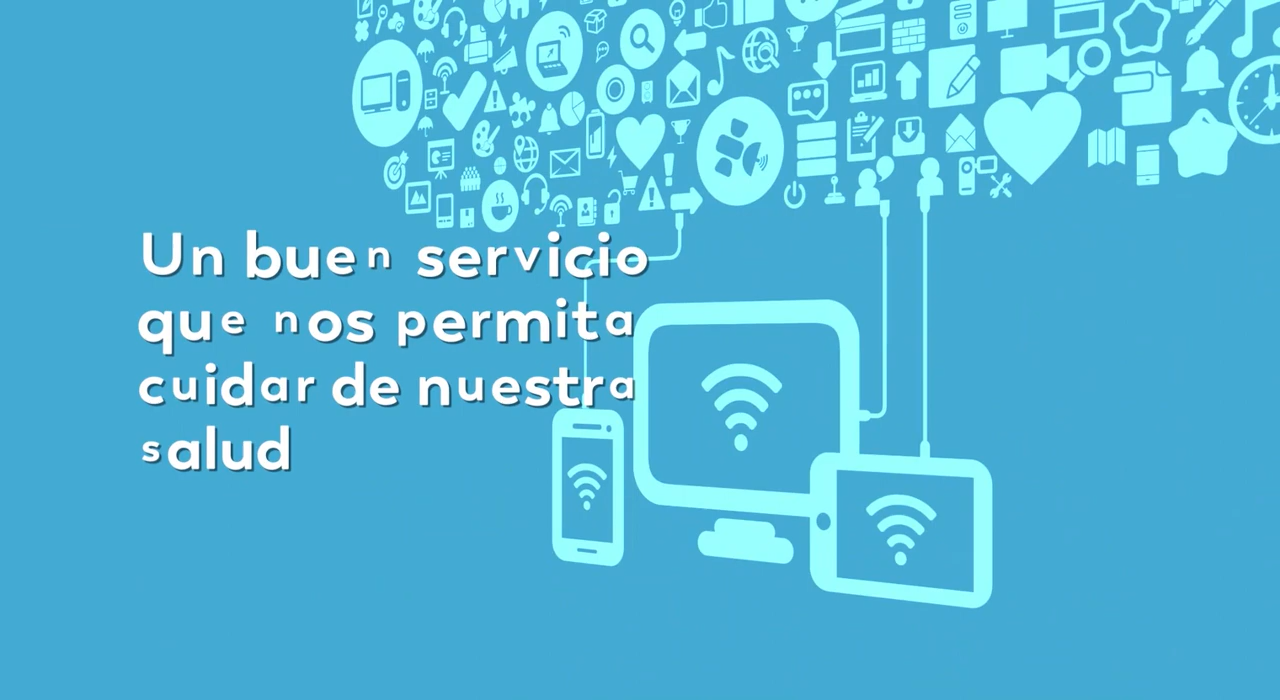 Un buen servicio
que nos permita
cuidar de nuestra
salud